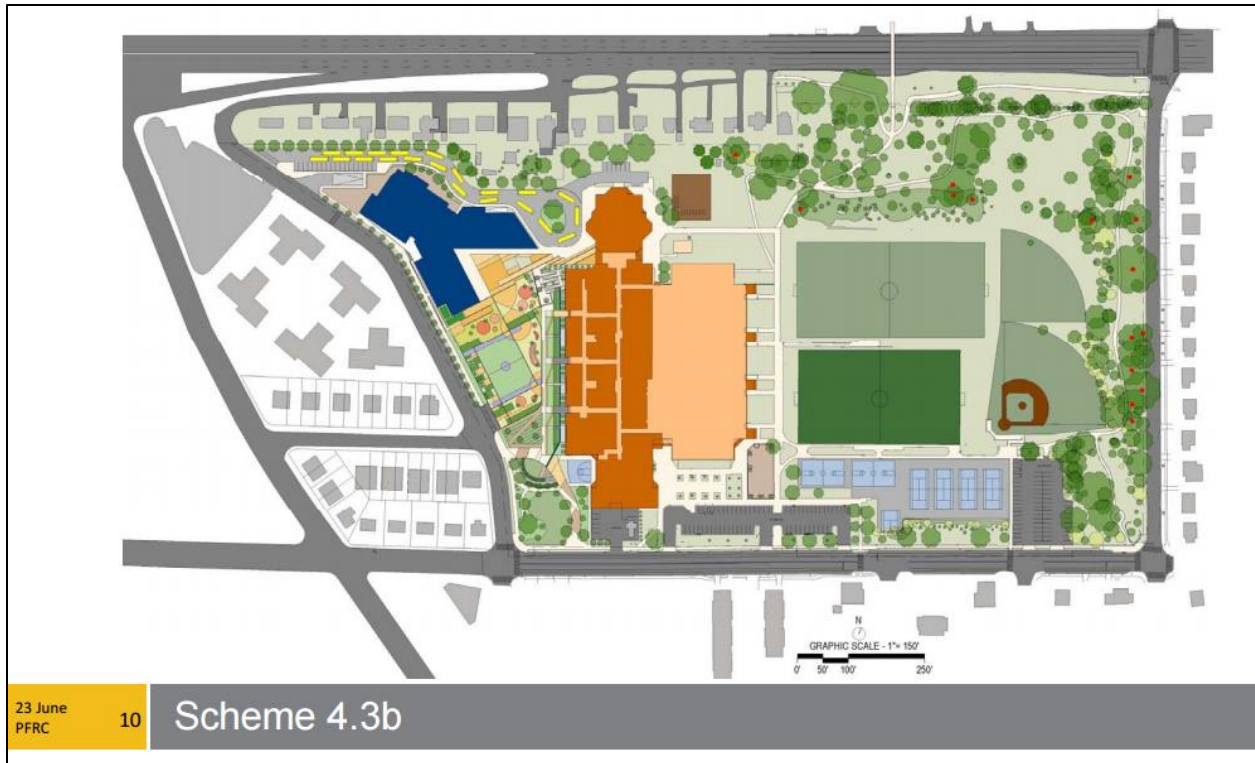 N
GRAPHIC SCALE - 1"= 150'
0' 50' 100' 250'
23 June
PFRC
10
Scheme 4.3b